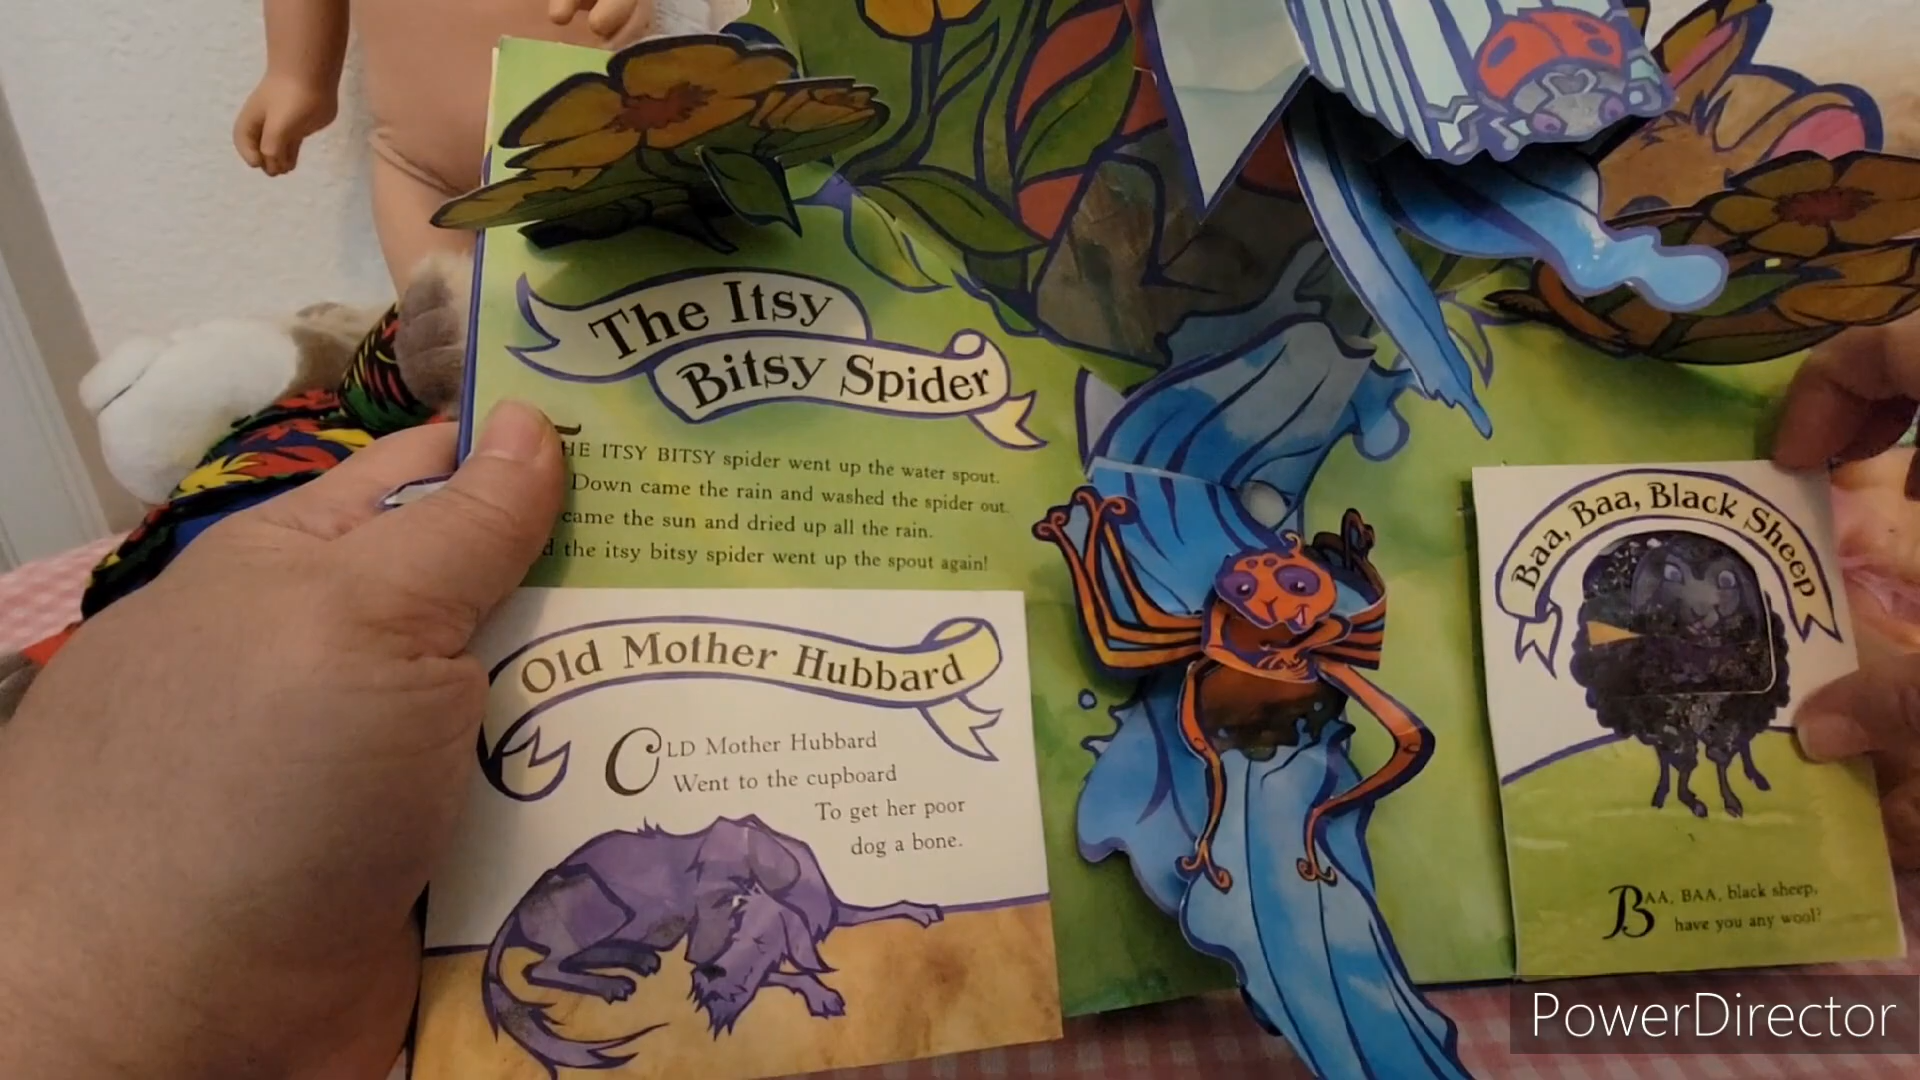 The Itsy
Bitsy Spider
THE ITSY BITSY spider went up the water spout.
Down came the rain and washed the spider out.
came the sun and dried up all the rain.
the itsy bitsy spider went up the spout again!
Old Mother Hubbard
OLD Mother Hubbard
Went to the cupboard
To get her poor
dog a bone.
Baa, Baa, Black Sheep
BAA, BAA, black sheep,
have you any wool?
PowerDirector